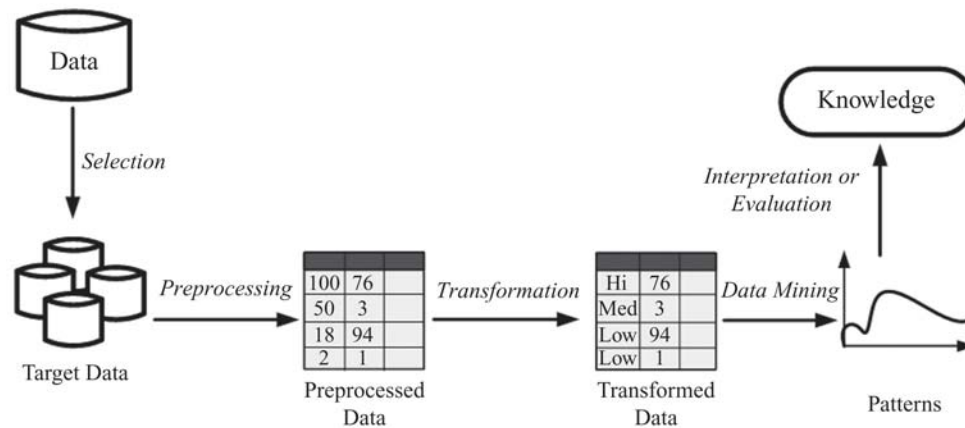 Data
Selection
Target Data
Preprocessing
100 76
50 3
18 94
2 1
Preprocessed
Data
Transformation
Hi 76
Med 3
Low 94
Low 1
Transformed
Data
Data Mining
Patterns
Interpretation or
Evaluation
Knowledge